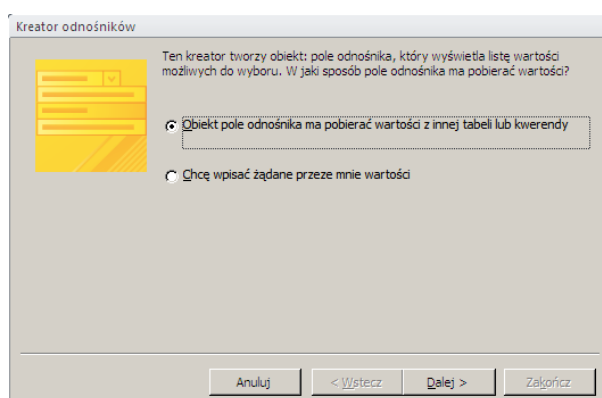 Kreator odnośników
Ten kreator tworzy obiekt: pole odnośnika, który wyświetla listę wartości
możliwych do wyboru. W jaki sposób pole odnośnika ma pobierać wartości?
Obiekt pole odnośnika ma pobierać wartości z innej tabeli lub kwerendy
Chcę wpisać żądane przeze mnie wartości
Anuluj < Wstecz Dalej > Zakończ